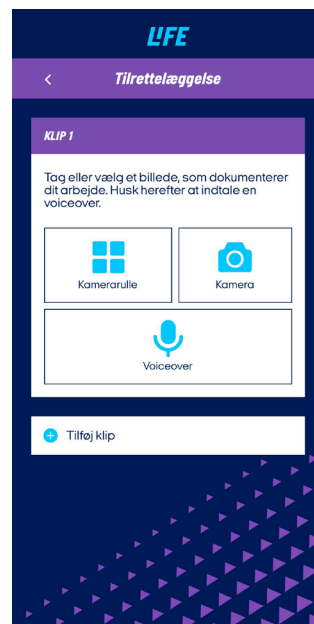 LIFE
Tilrettelæggelse
KLIP 1
Tag eller vælg et billede, som dokumenterer
dit arbejde. Husk herefter at indtale en
voiceover.
Kamerarulle
Kamera
Voiceover
Tilføj klip